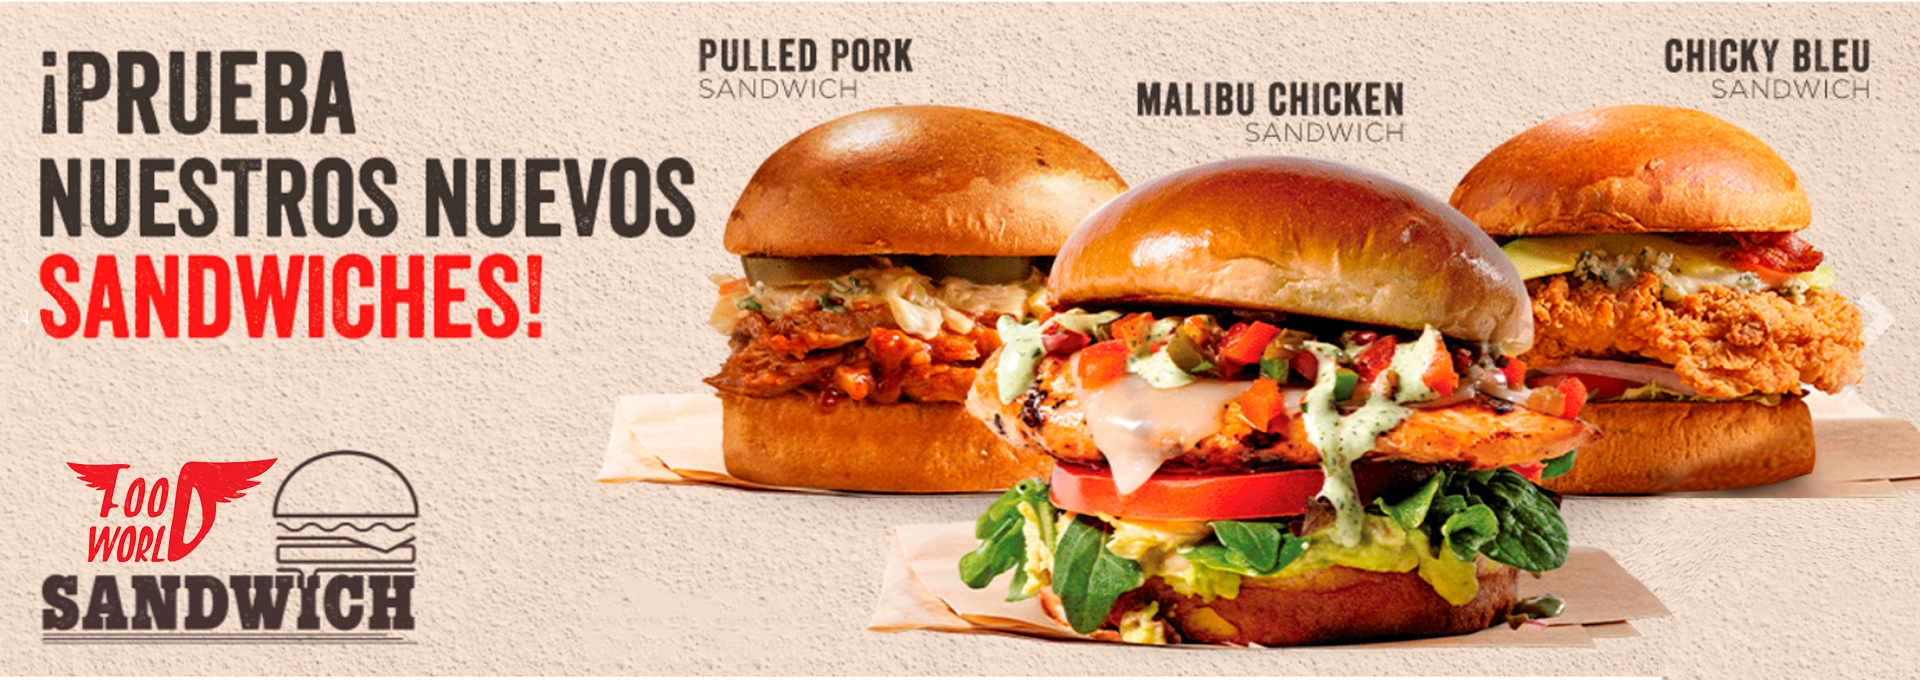 ¡PRUEBA
NUESTROS NUEVOS
SANDWICHES!
PULLED PORK
SANDWICH
MALIBU CHICKEN
SANDWICH
CHICKY BLEU
SANDWICH
FOOD
WORLD
SANDWICH